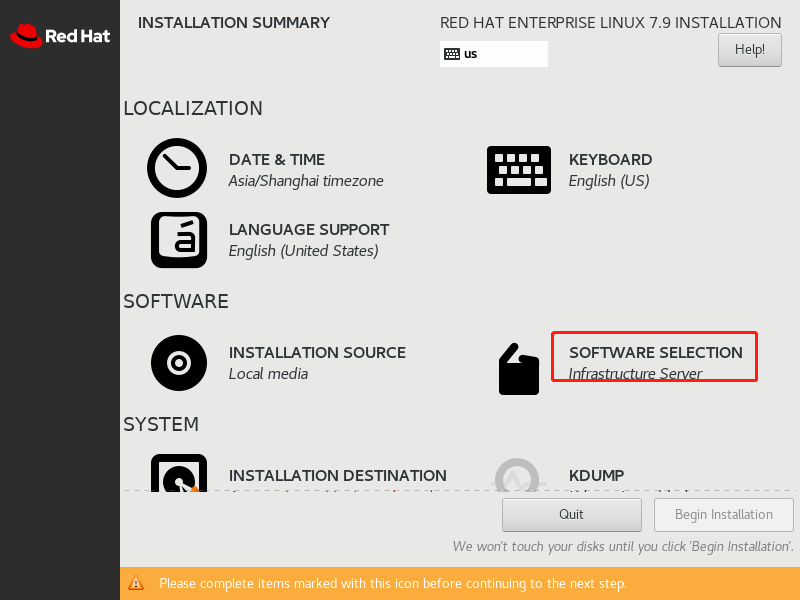 Red Hat
INSTALLATION SUMMARY
RED HAT ENTERPRISE LINUX 7.9 INSTALLATION
us
Help!
LOCALIZATION
DATE & TIME
Asia/Shanghai timezone
KEYBOARD
English (US)
á
LANGUAGE SUPPORT
English (United States)
SOFTWARE
INSTALLATION SOURCE
Local media
SOFTWARE SELECTION
Infrastructure Server
SYSTEM
INSTALLATION DESTINATION
KDUMP
Quit
Begin Installation
We won't touch your disks until you click 'Begin Installation'.
Please complete items marked with this icon before continuing to the next step.